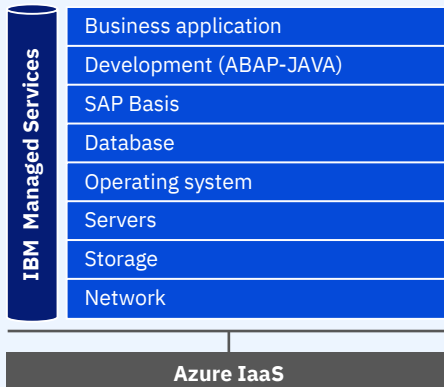 IBM Managed Services
Business application
Development (ABAP-JAVA)
SAP Basis
Database
Operating system
Servers
Storage
Network
Azure IaaS